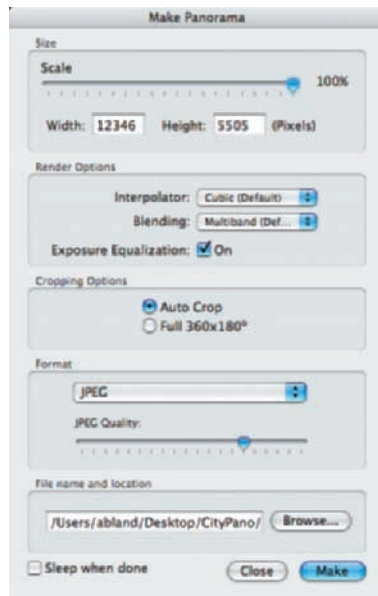 Make Panorama
Size
Scale
100%
Width: 12346 Height: 5505 (Pixels)
Render Options
Interpolator: Cubic (Default)
Blending: Multiband (Def...
Exposure Equalization: On
Cropping Options
Auto Crop
Full 360x180°
Format
JPEG
JPEG Quality:
File name and location
/Users/abland/Desktop/CityPano/ Browse...
Sleep when done Close Make